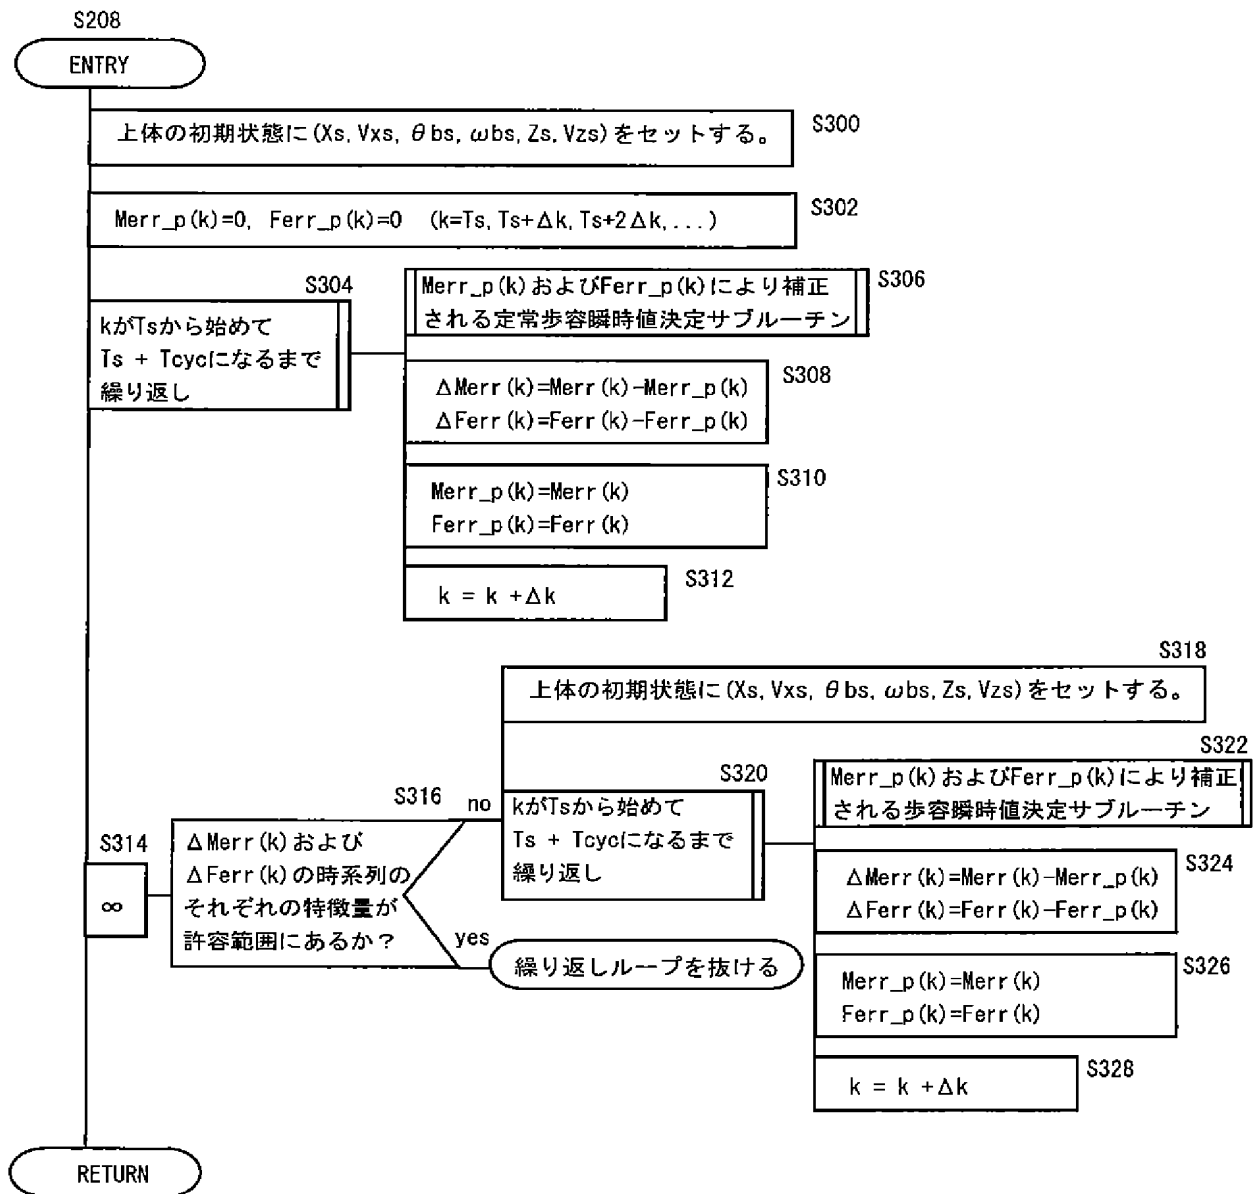 S208
ENTRY
上体の初期状態に(Xs, Vxs, θbs, ωbs, Zs, Vzs)をセットする。
S300
Merr_p(k)=0, Ferr_p(k)=0 (k=Ts, Ts+Δk, Ts+2Δk,...)
S302
S304
kがTsから始めて
Ts + Tcycになるまで
繰り返し
Merr_p(k)およびFerr_p(k)により補正
される定常歩容瞬時値決定サブルーチン
S306
ΔMerr(k)=Merr(k)-Merr_p(k)
ΔFerr(k)=Ferr(k)-Ferr_p(k)
S308
Merr_p(k)=Merr(k)
Ferr_p(k)=Ferr(k)
S310
k = k +Δk
S312
S314
∞
S316
ΔMerr(k)および
ΔFerr(k)の時系列の
それぞれの特徴量が
許容範囲にあるか?
no
yes
繰り返しループを抜ける
S318
上体の初期状態に(Xs, Vxs, θbs, ωbs, Zs, Vzs)をセットする。
S320
kがTsから始めて
Ts + Tcycになるまで
繰り返し
S322
Merr_p(k)およびFerr_p(k)により補正
される歩容瞬時値決定サブルーチン
ΔMerr(k)=Merr(k)-Merr_p(k)
ΔFerr(k)=Ferr(k)-Ferr_p(k)
S324
Merr_p(k)=Merr(k)
Ferr_p(k)=Ferr(k)
S326
k = k +Δk
S328
RETURN